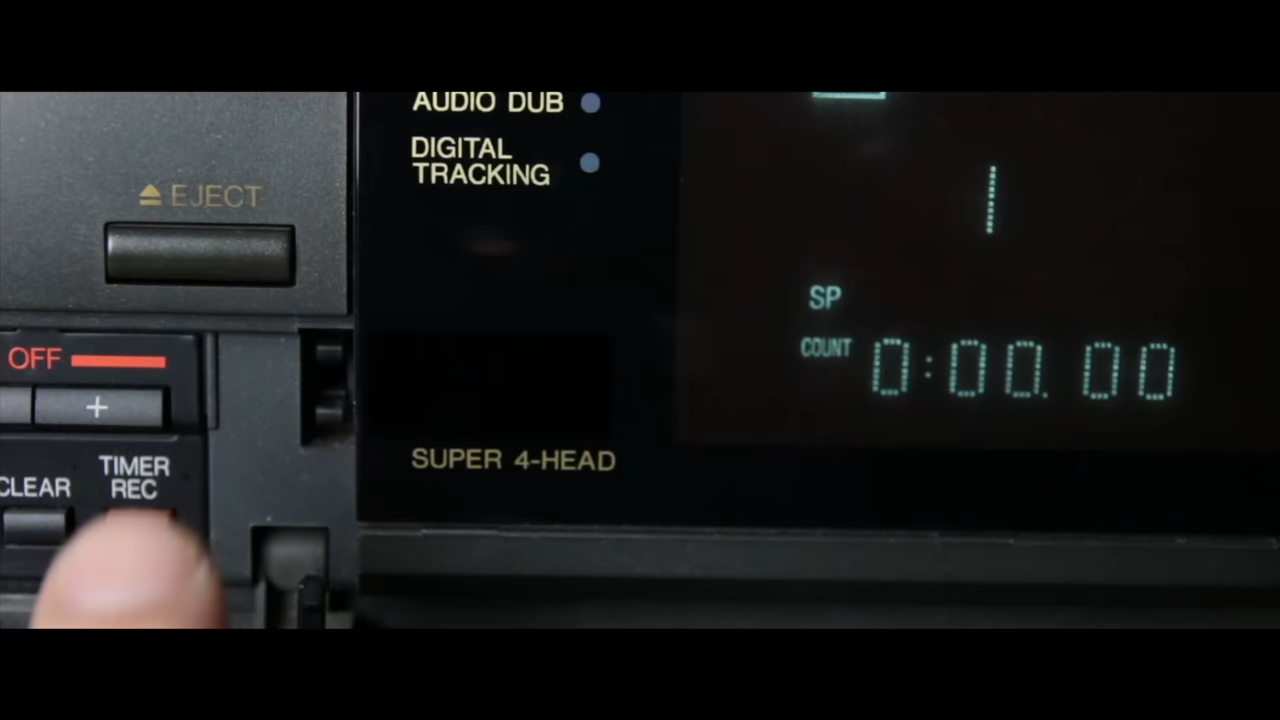 AUDIO DUB
DIGITAL
TRACKING
EJECT
SP
COUNT 0:00.00
OFF
+
TIMER
REC
CLEAR
SUPER 4-HEAD